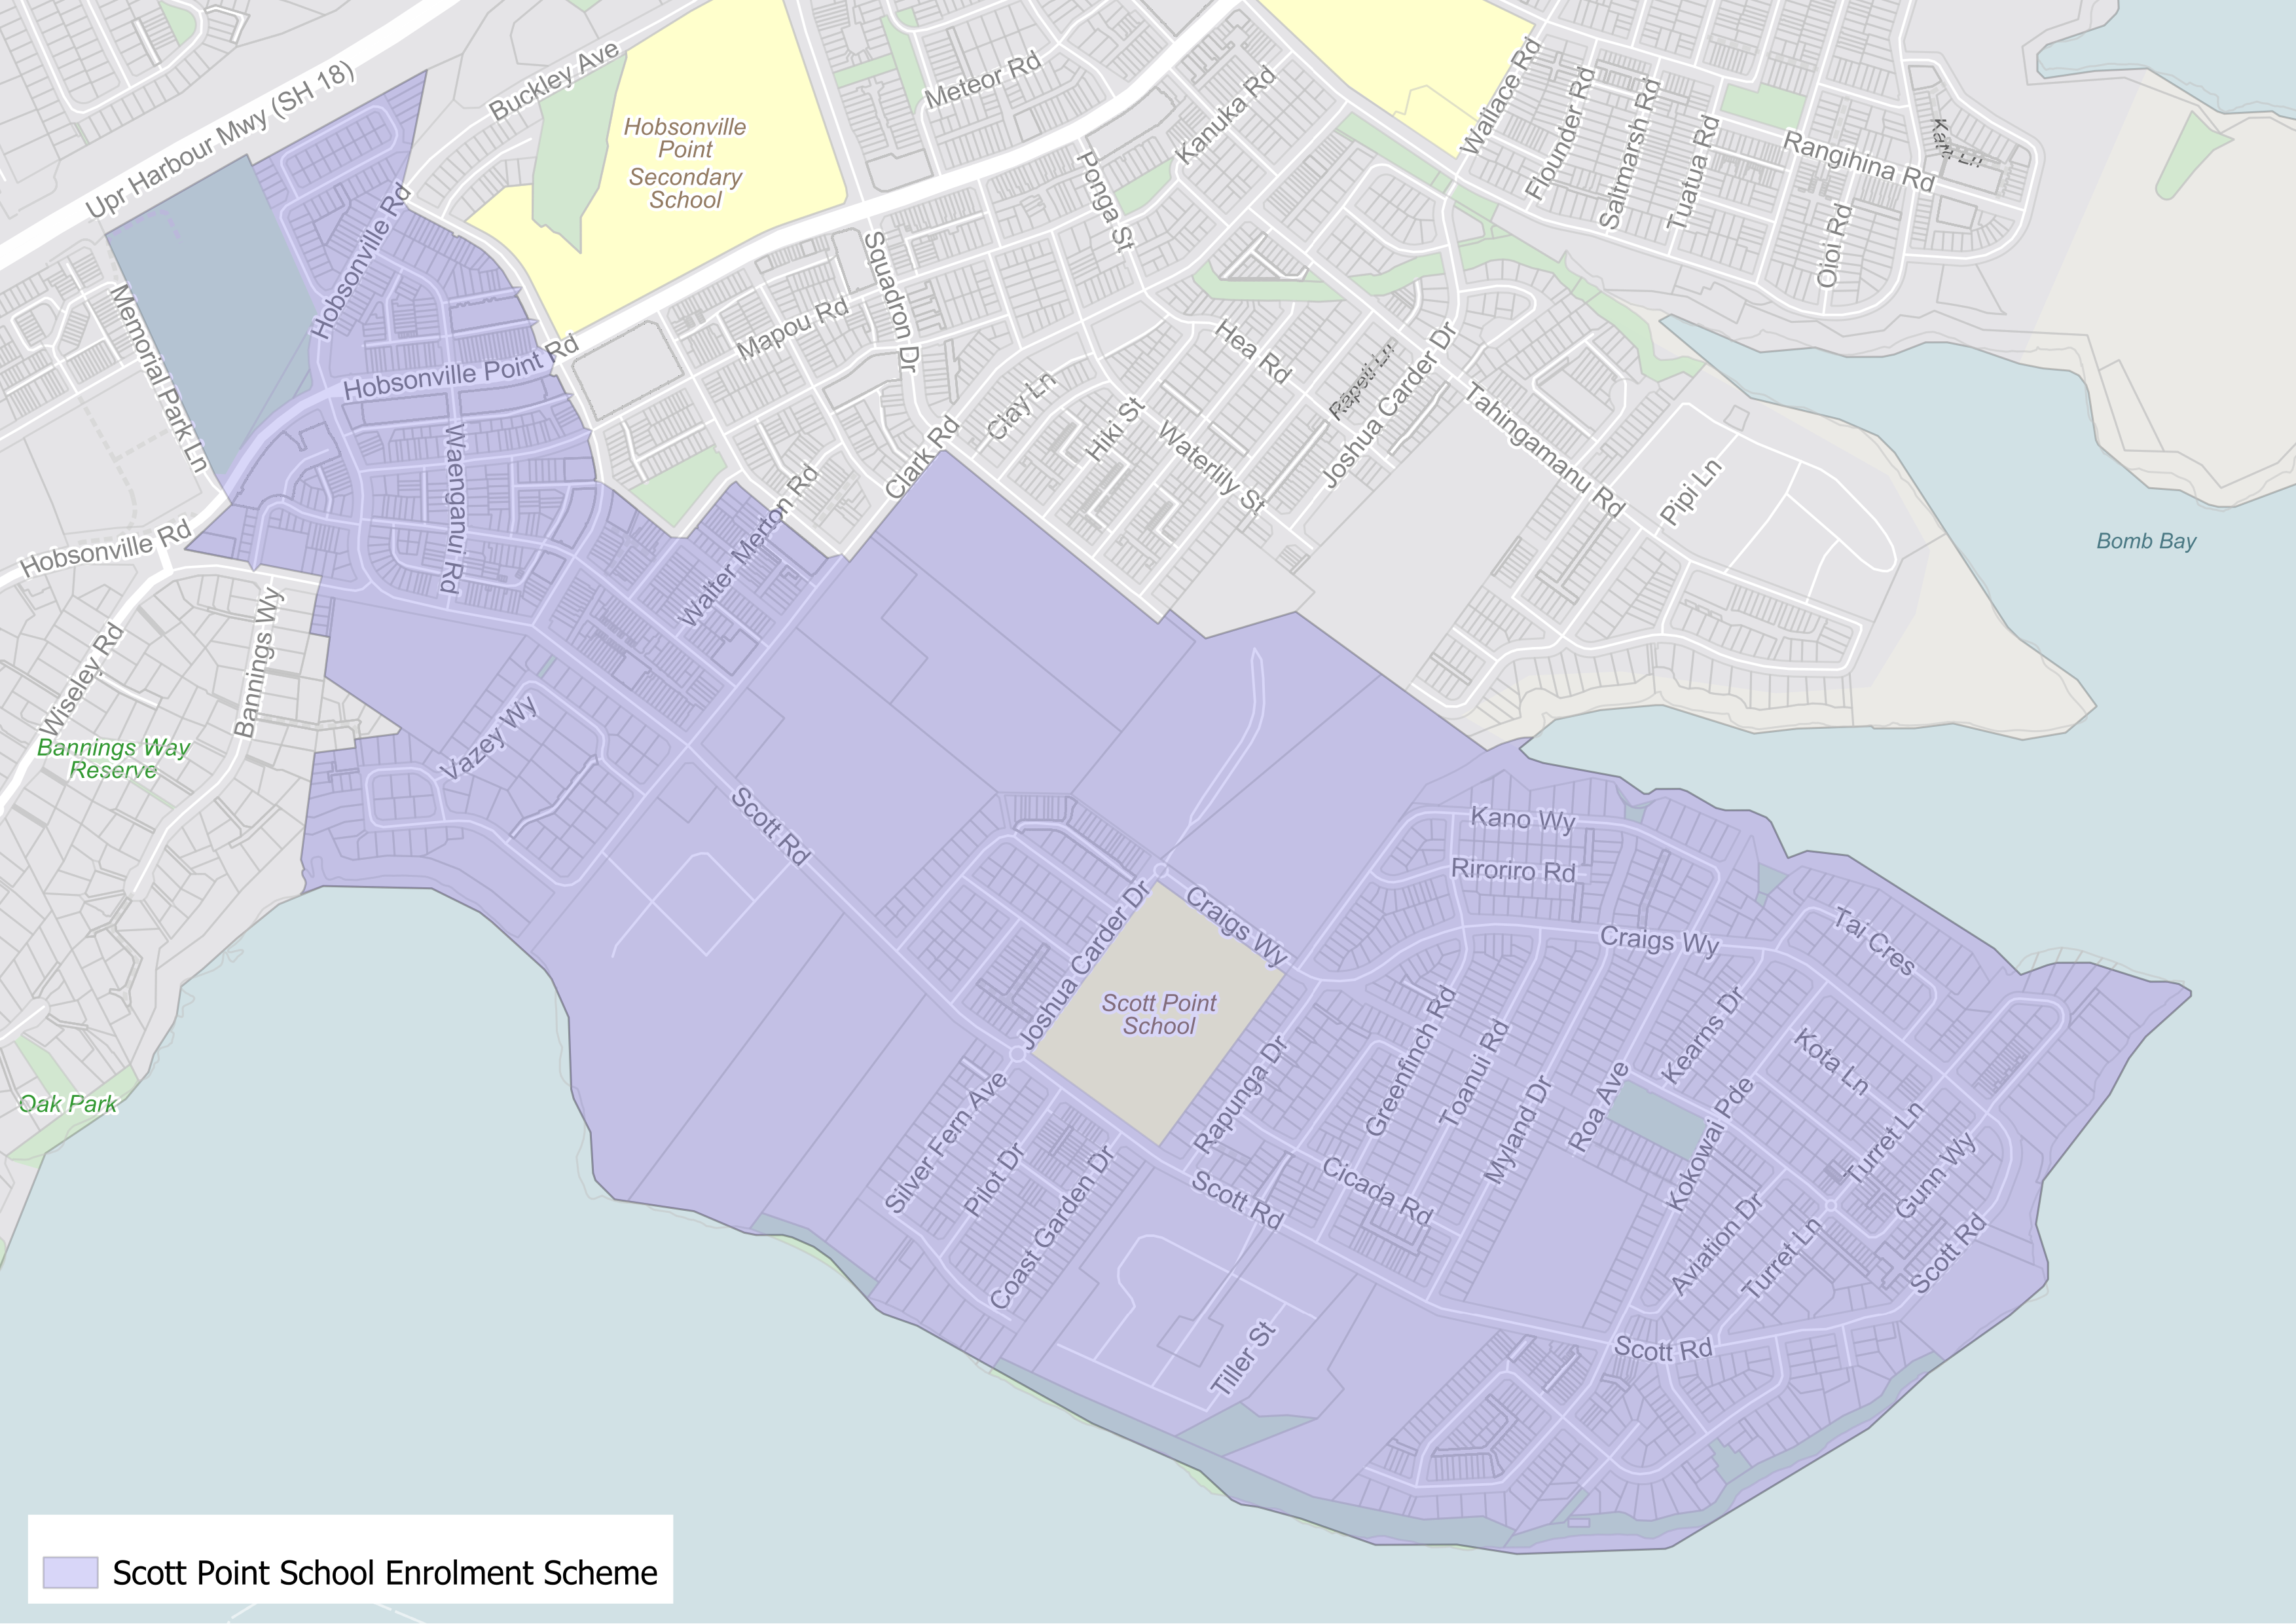 Buckley Ave
Upr Harbour Mwy (SH 18)
Meteor Rd
Kanuka Rd
Wallace Rd
Flounder Rd
Saltmarsh Rd
Tuatua Rd
Rangihina Rd
Oioi Rd
Hobsonville
Point
Secondary
School
Ponga St
Squadron Dr
Mapou Rd
Hobsonville Rd
Memorial Park Ln
Hobsonville Point Rd
Hea Rd
Rapeti Ln
Joshua Carder Dr
Tahingamanu Rd
Clay Ln
Hiki St
Waterlily St
Clark Rd
Pipi Ln
Waenganui Rd
Walter Merton Rd
Hobsonville Rd
Bomb Bay
Wiseley Rd
Bannings Wy
Bannings Way
Reserve
Vazey Wy
Scott Rd
Kano Wy
Riroriro Rd
Joshua Carder Dr
Craigs Wy
Craigs Wy
Tai Cres
Scott Point
School
Greenfinch Rd
Toanui Rd
Kearns Dr
Kota Ln
Rapunga Dr
Myland Dr
Roa Ave
Kokowai Pde
Turret Ln
Oak Park
Silver Fern Ave
Pilot Dr
Coast Garden Dr
Scott Rd
Cicada Rd
Gunn Wy
Aviation Dr
Turret Ln
Scott Rd
Tiller St
Scott Rd
Scott Point School Enrolment Scheme